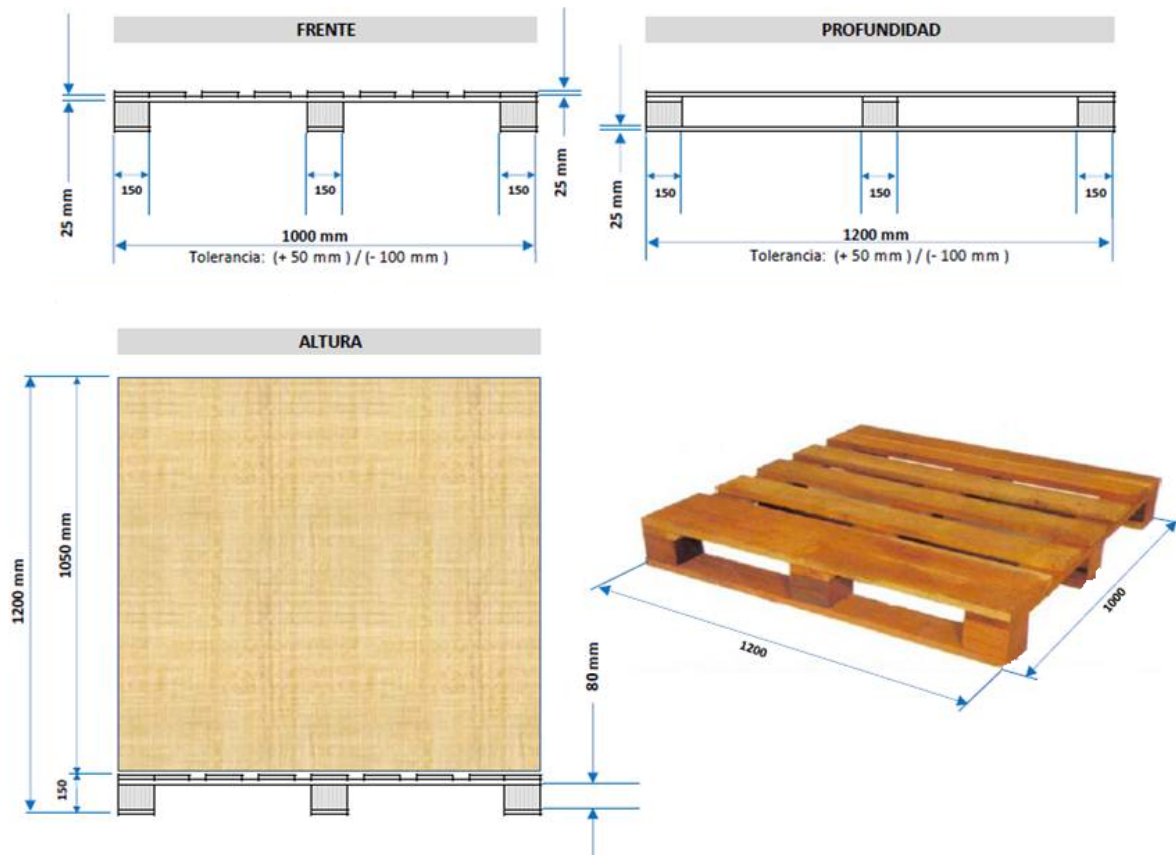 FRENTE
PROFUNDIDAD
25 mm
150
150
150
25 mm
1000 mm
Tolerancia: (+ 50 mm ) / (- 100 mm )
25 mm
150
150
150
1200 mm
Tolerancia: (+ 50 mm ) / (- 100 mm )
ALTURA
1200 mm
1050 mm
150
80 mm
1200
1000